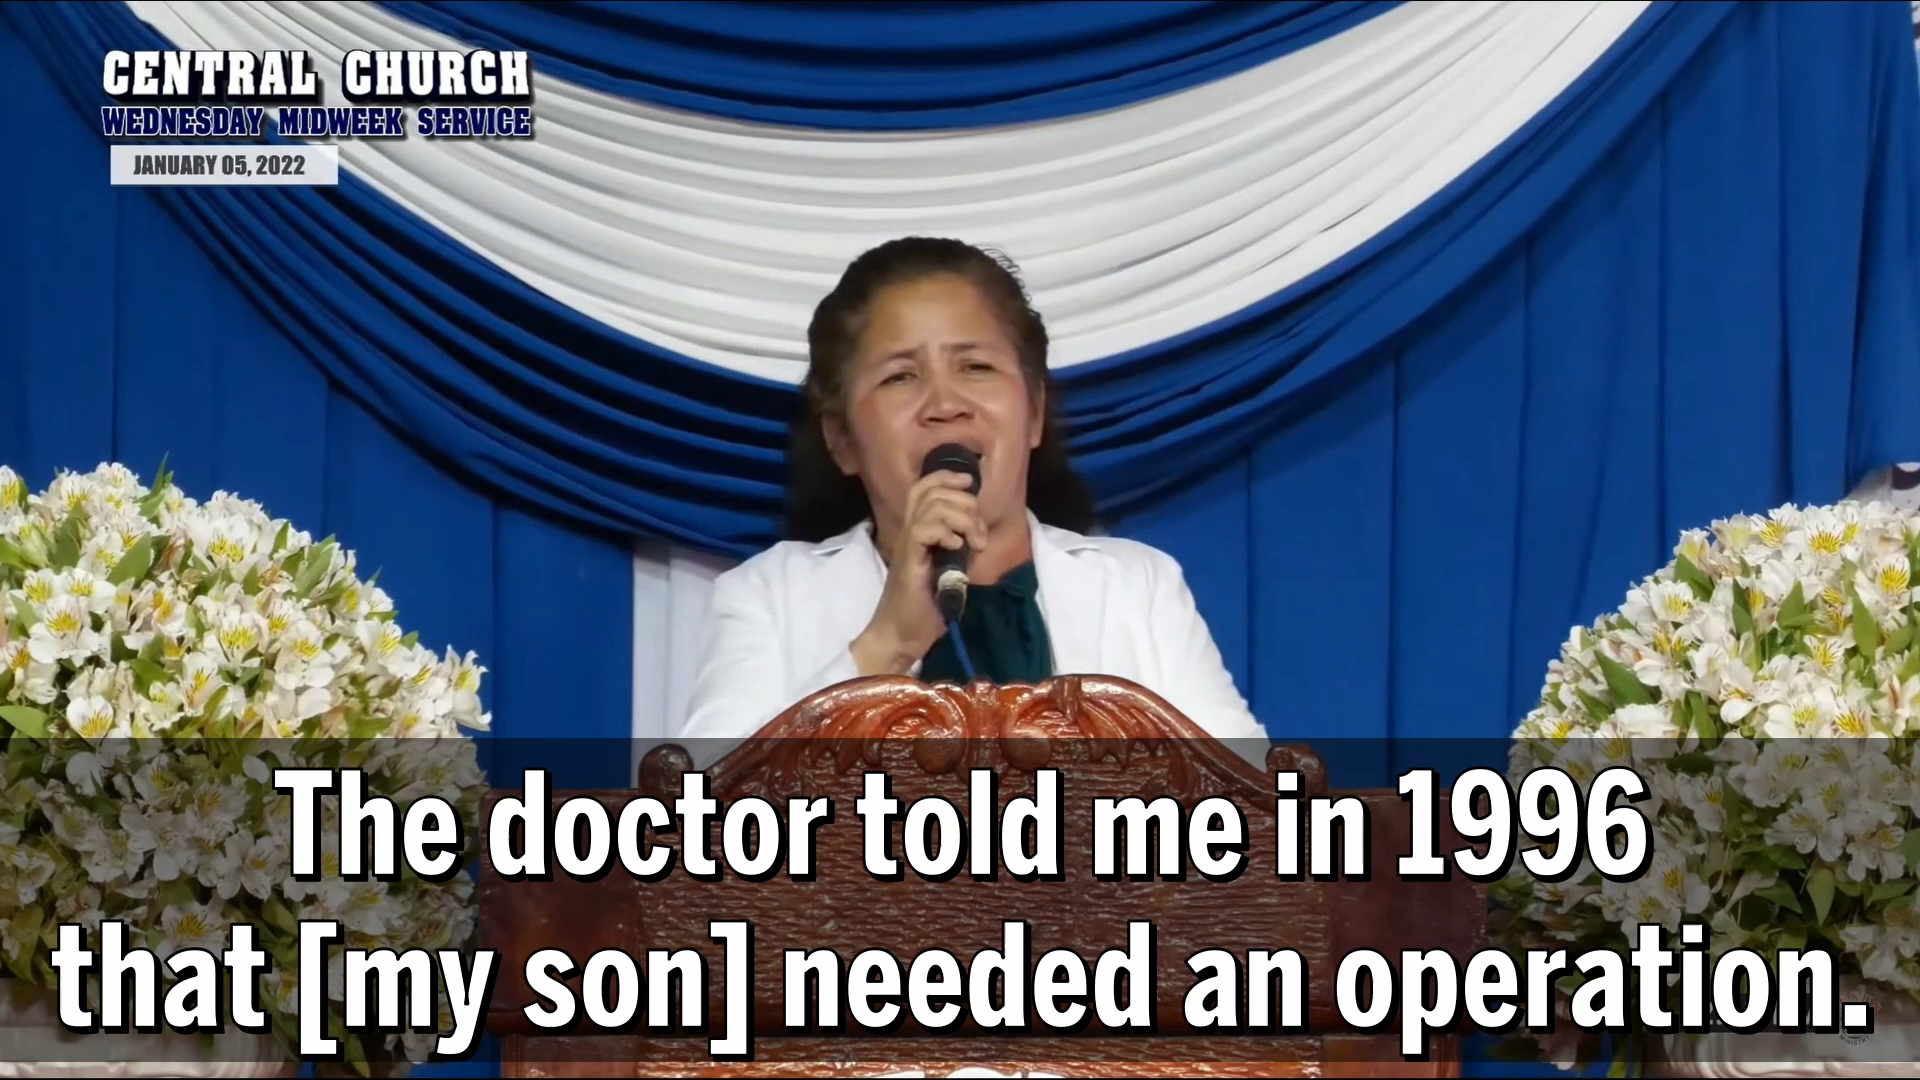 CENTRAL CHURCH
WEDNESDAY MIDWEEK SERVICE
JANUARY 05, 2022
The doctor told me in 1996
that [my son] needed an operation.